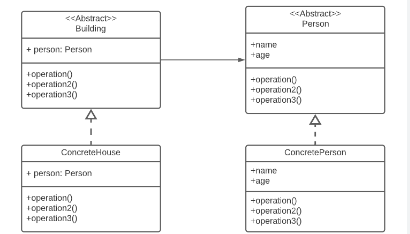 <<Abstract>>
Building
+ person: Person
+operation()
+operation2()
+operation3()
<<Abstract>>
Person
+name
+age
+operation()
+operation2()
+operation3()
ConcreteHouse
+ person: Person
+operation()
+operation2()
+operation3()
ConcretePerson
+name
+age
+operation()
+operation2()
+operation3()